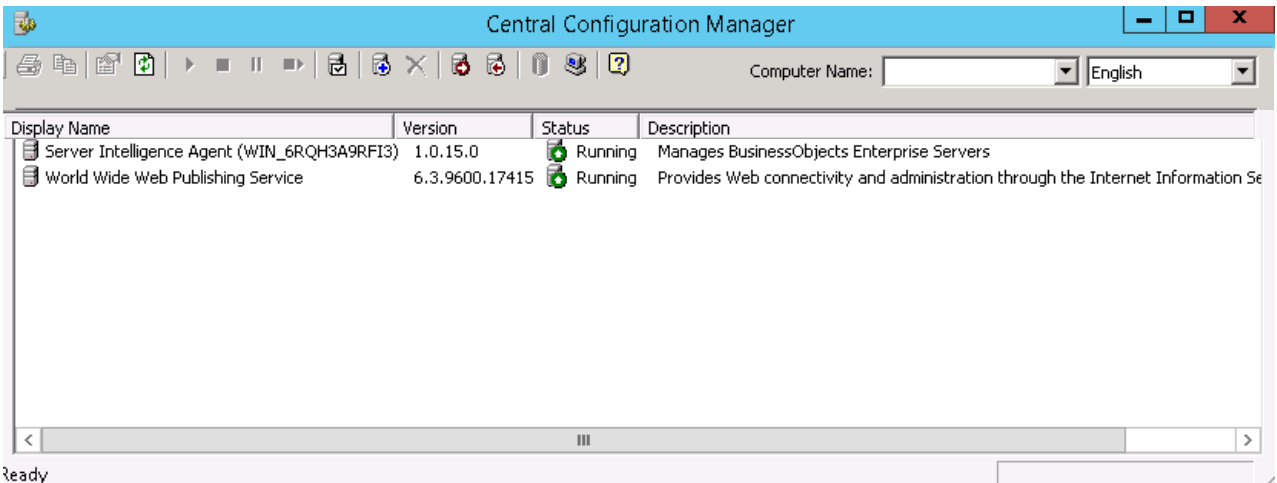 Central Configuration Manager
Computer Name: English
Display Name Version Status Description
Server Intelligence Agent (WIN_6RQH3A9RFI3) 1.0.15.0 Running Manages BusinessObjects Enterprise Servers
World Wide Web Publishing Service 6.3.9600.17415 Running Provides Web connectivity and administration through the Internet Information Se
Ready